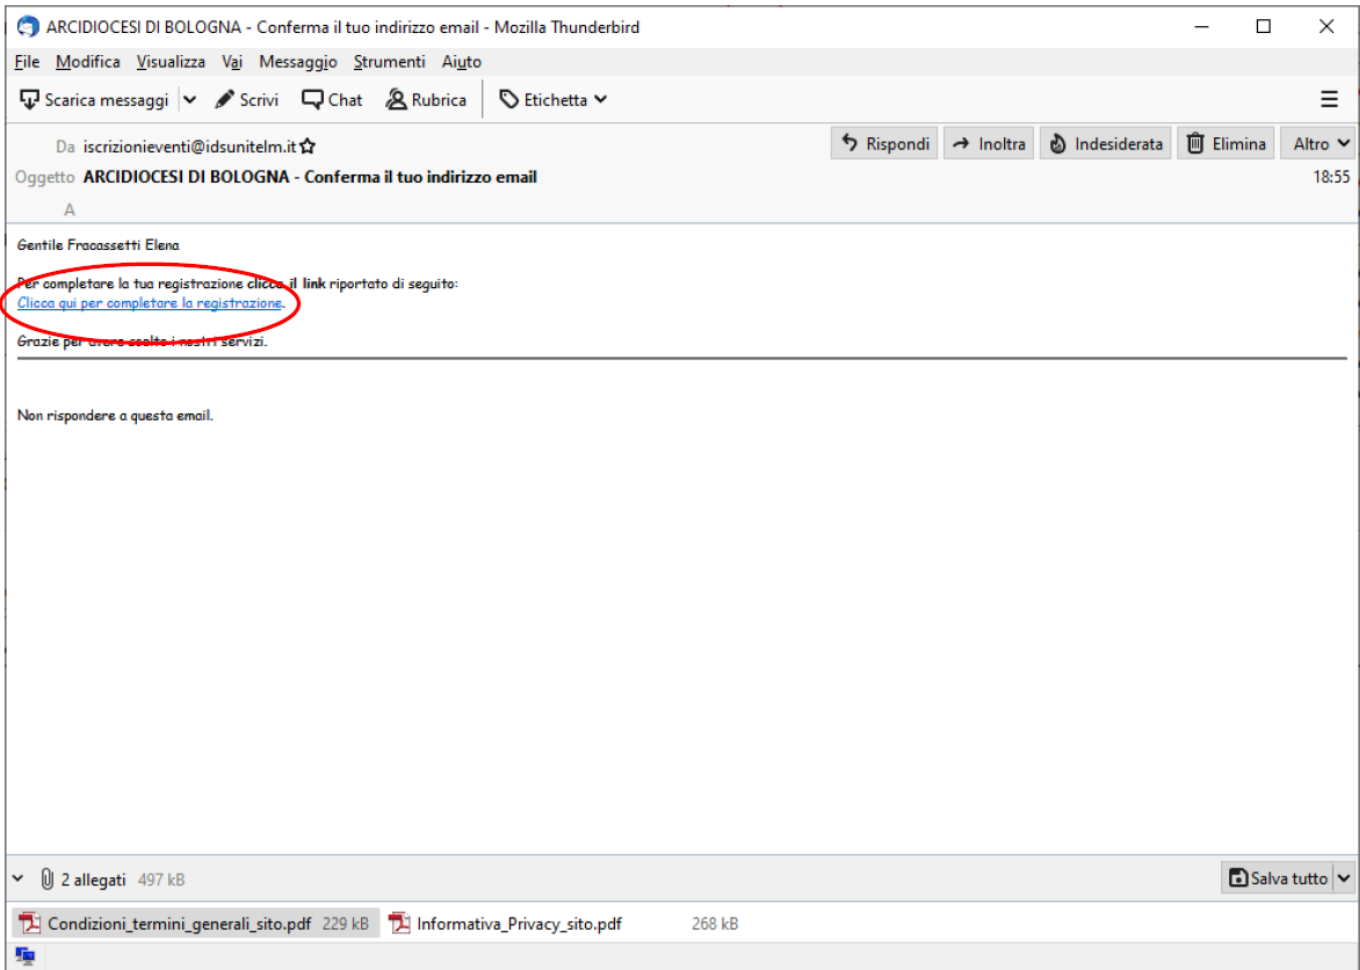 ARCIDIOCESI DI BOLOGNA - Conferma il tuo indirizzo email - Mozilla Thunderbird
File Modifica Visualizza Vai Messaggio Strumenti Aiuto
Scarica messaggi Scrivi Chat Rubrica Etichetta
Da iscrizionieventi@idsunitelm.it Rispondi Inoltra Indesiderata Elimina Altro
Oggetto ARCIDIOCESI DI BOLOGNA - Conferma il tuo indirizzo email 18:55
A
Gentile Fracassetti Elena
Per completare la tua registrazione clicca il link riportato di seguito:
Clicca qui per completare la registrazione.
Grazie per avere scelto i nostri servizi.
Non rispondere a questa email.
2 allegati 497 kB Salva tutto
Condizioni_termini_generali_sito.pdf 229 kB Informativa_Privacy_sito.pdf 268 kB